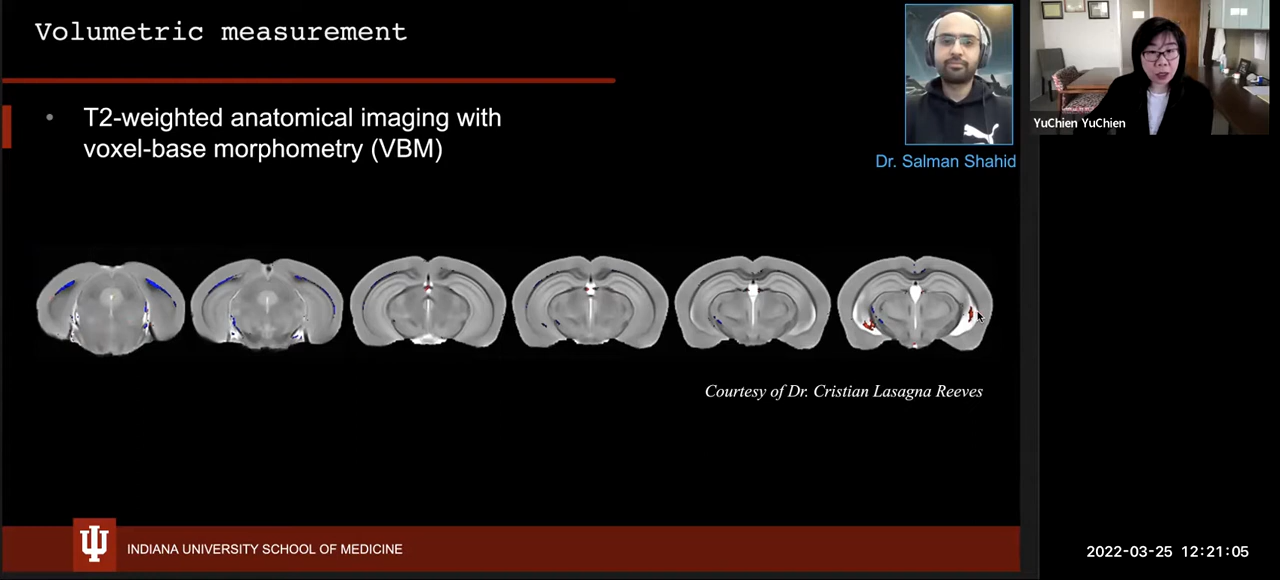 Volumetric measurement
• T2-weighted anatomical imaging with
voxel-base morphometry (VBM)
Dr. Salman Shahid
YuChien YuChien
Courtesy of Dr. Cristian Lasagna Reeves
INDIANA UNIVERSITY SCHOOL OF MEDICINE
2022-03-25 12:21:05